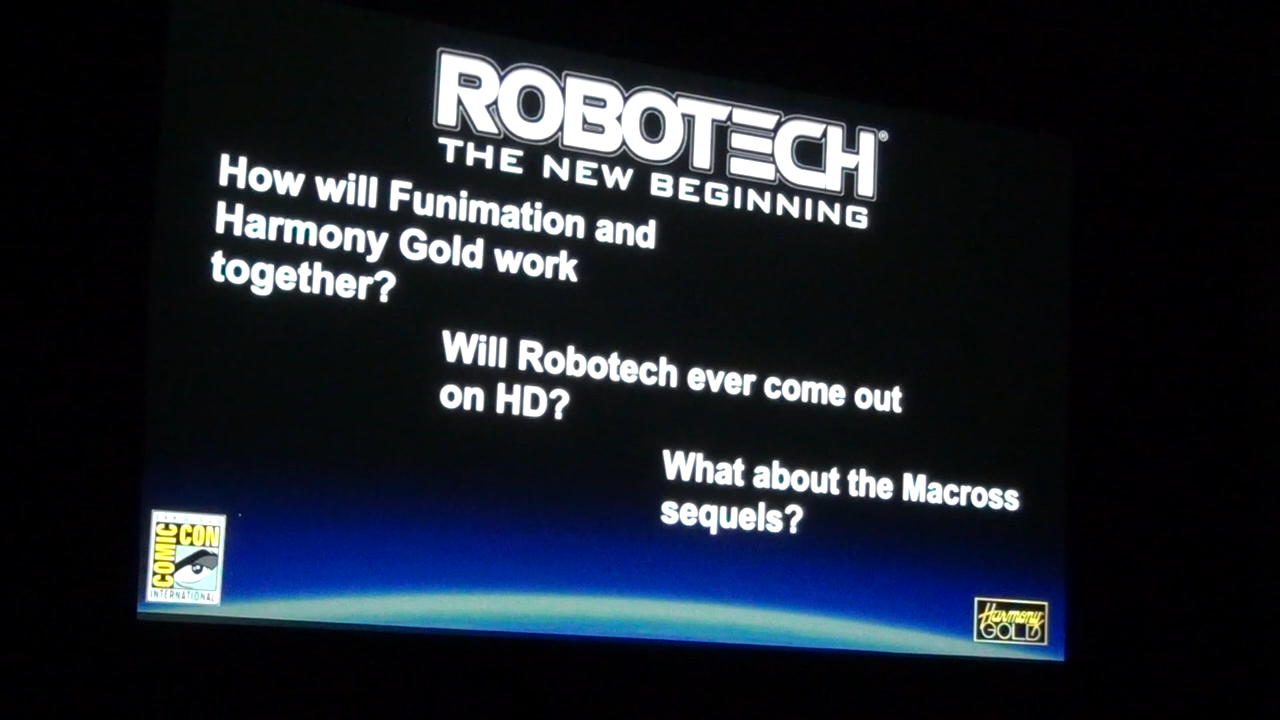 ROBOTECH®
THE NEW BEGINNING
How will Funimation and
Harmony Gold work
together?
Will Robotech ever come out
on HD?
What about the Macross
sequels?
COMIC CON
INTERNATIONAL
Harmony
GOLD